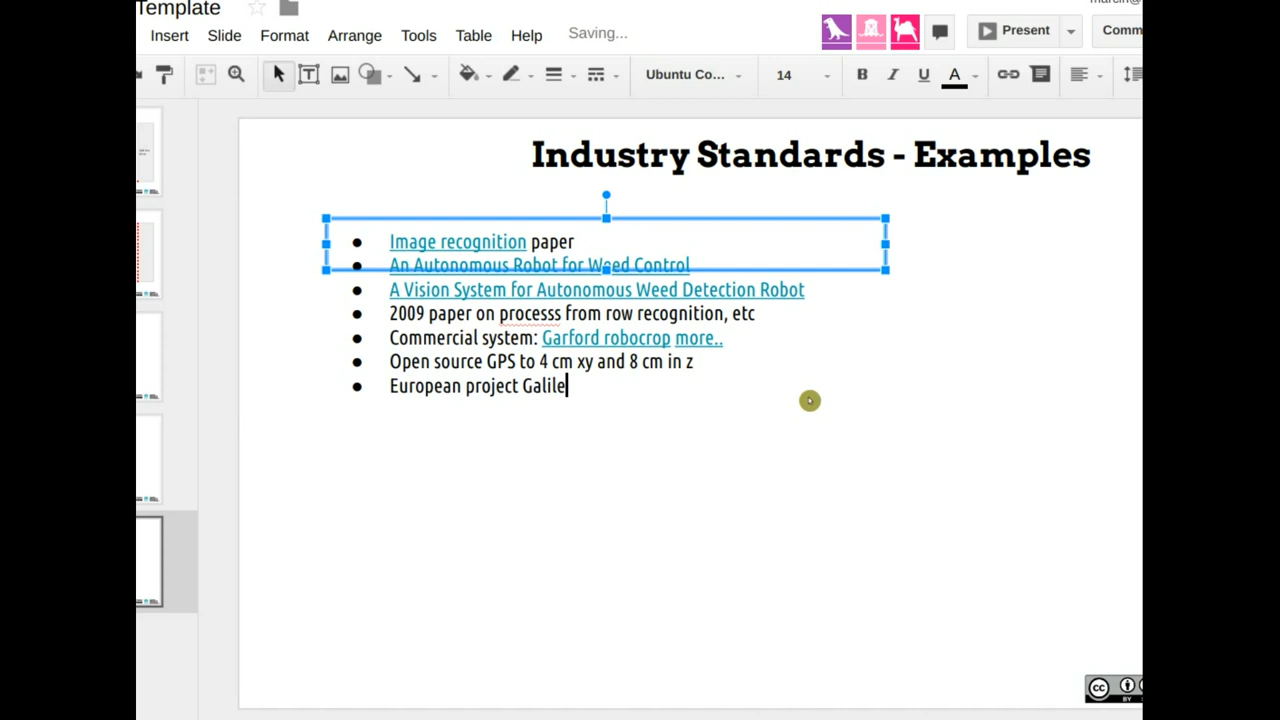 Template
Insert Slide Format Arrange Tools Table Help Saving...
Present
Comm
Ubuntu Co... 14 B I U A
Industry Standards - Examples
● Image recognition paper
● An Autonomous Robot for Weed Control
● A Vision System for Autonomous Weed Detection Robot
● 2009 paper on processs from row recognition, etc
● Commercial system: Garford robocrop more..
● Open source GPS to 4 cm xy and 8 cm in z
● European project Galile
cc
BY